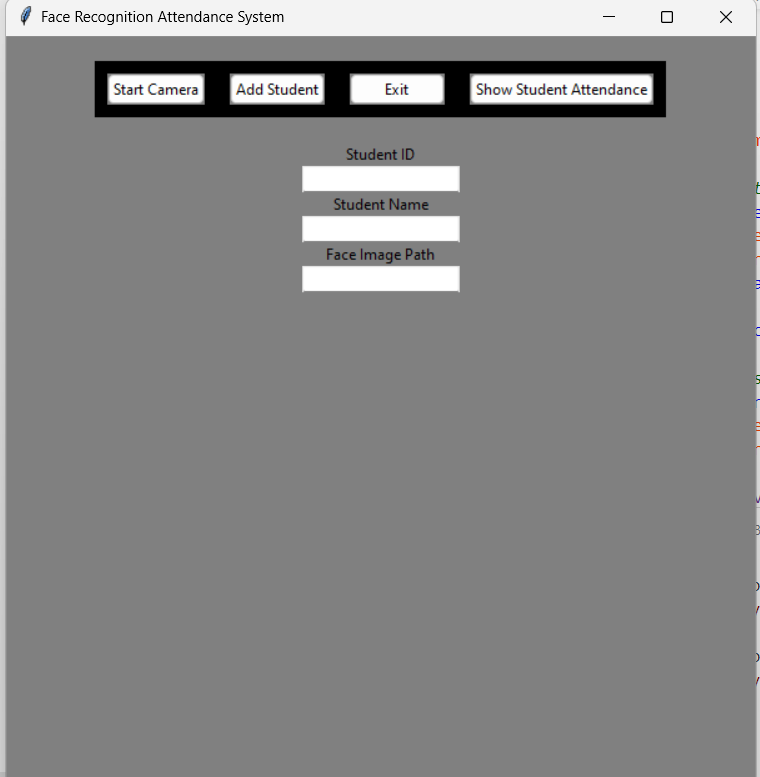 Face Recognition Attendance System
Start Camera Add Student Exit Show Student Attendance
Student ID
Student Name
Face Image Path